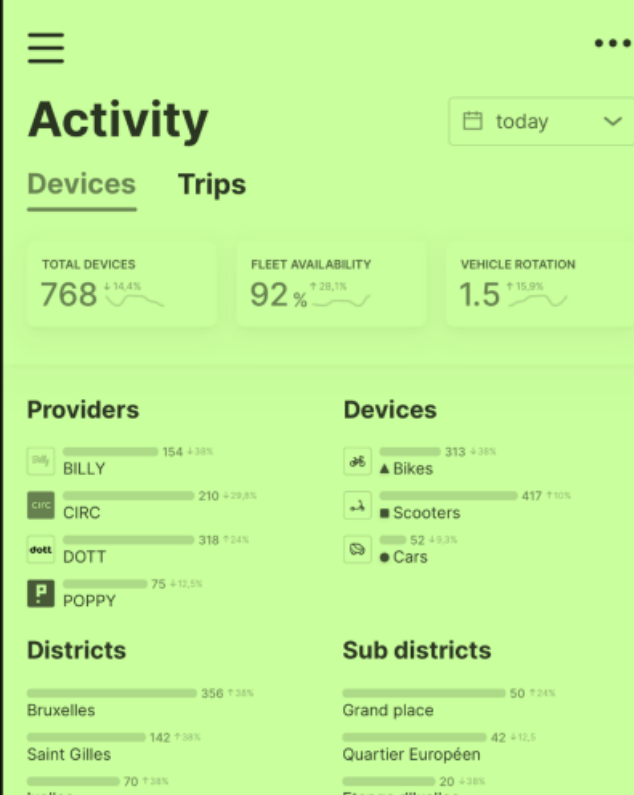 Activity
today
Devices Trips
TOTAL DEVICES
768 ↓14,4%
FLEET AVAILABILITY
92 % ↑28,1%
VEHICLE ROTATION
1.5 ↑15,9%
Providers
Billy 154 ↓38%
BILLY
CIRC 210 ↓29,8%
CIRC
dott 318 ↑24%
DOTT
75 ↓12,5%
POPPY
Devices
313 ↓38%
Bikes
417 ↑10%
Scooters
52 ↓9,3%
Cars
Districts
356 ↑38%
Bruxelles
142 ↑38%
Saint Gilles
70 ↑38%
Sub districts
50 ↑24%
Grand place
42 ↓12,5
Quartier Européen
20 ↓38%